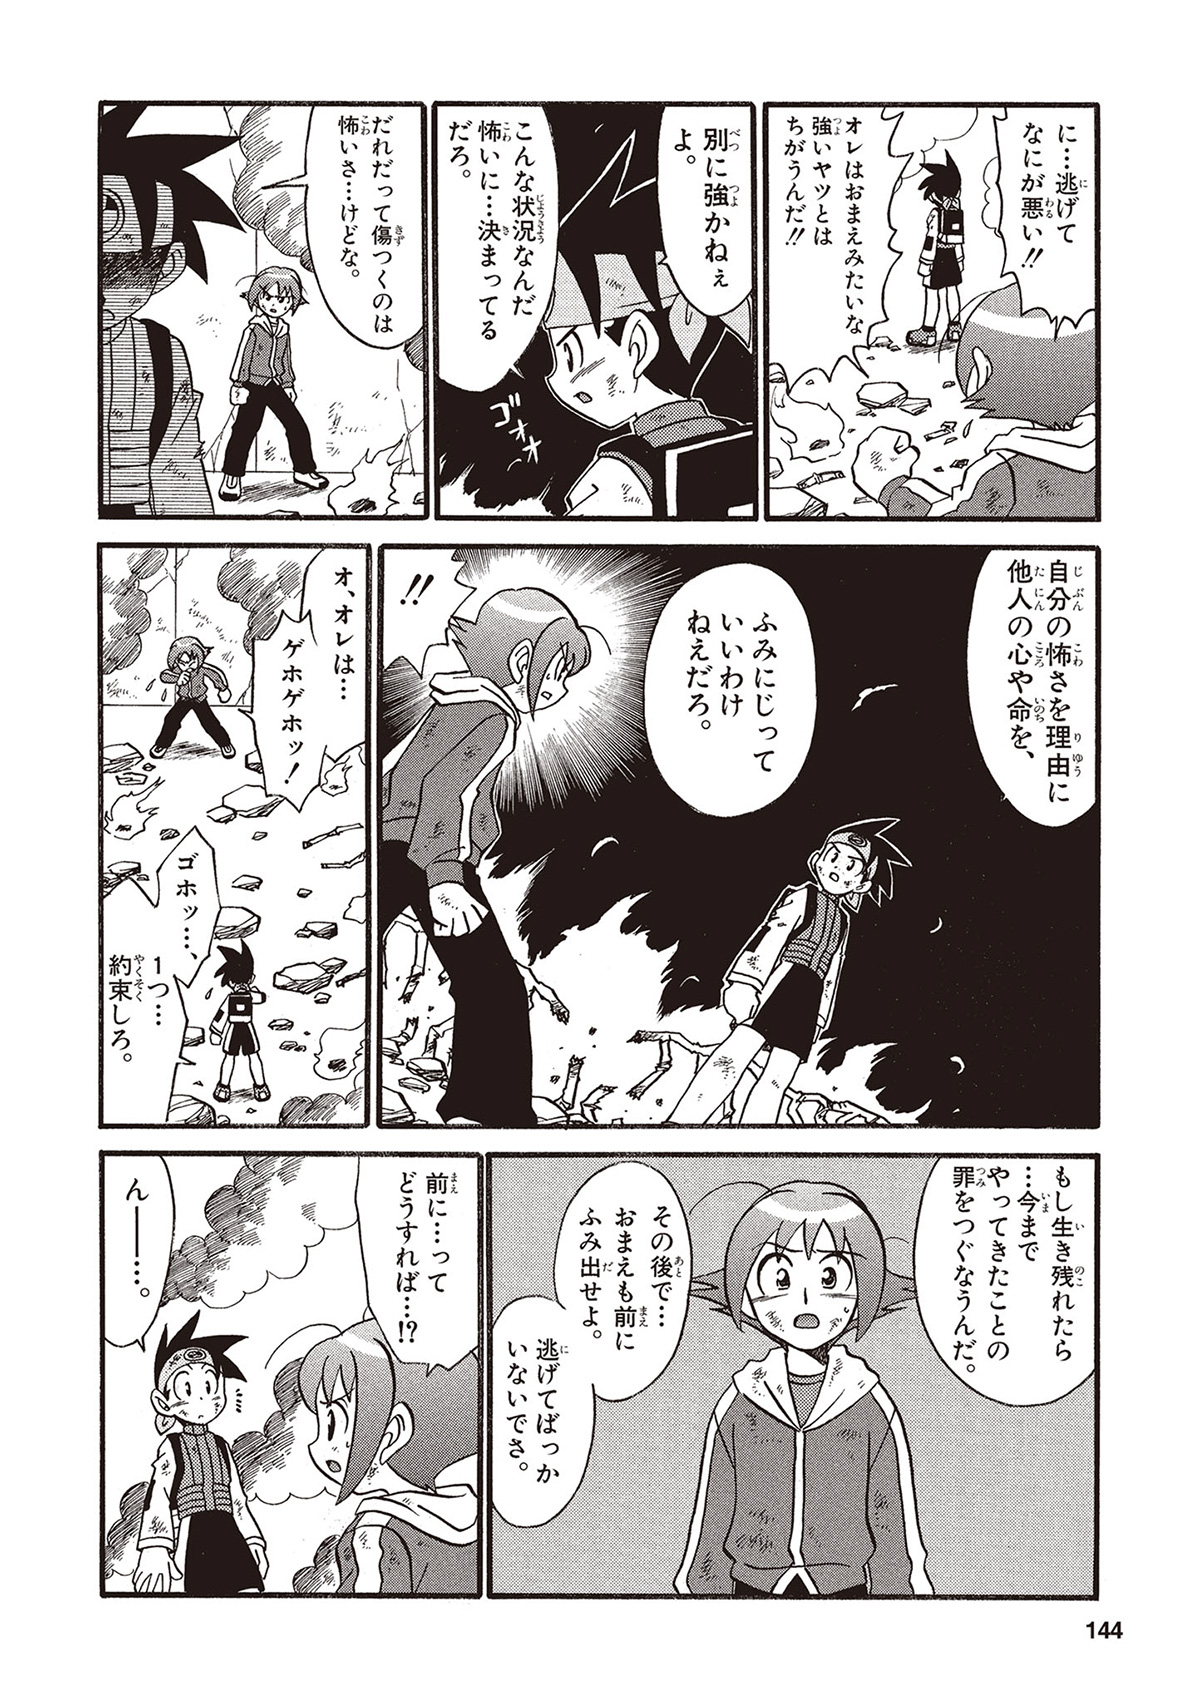 に…逃げて
なにが悪い!!
オレはおまえみたいな
強いヤツとは
ちがうんだ!!
別に強かねぇ
よ。
こんな状況なんだ
怖いに…決まってる
だろ。
ゴォォ
だれだって傷つくのは
怖いさ…けどな。
自分の怖さを理由に
他人の心や命を、
ふみにじって
いいわけ
ねえだろ。
!!
オ、オレは…
ゲホゲホッ!
ゴホッ…、
1つ…
約束しろ。
もし生き残れたら
…今まで
やってきたことの
罪をつぐなうんだ。
その後で…
おまえも前に
ふみ出せよ。
逃げてばっか
いないでさ。
前に…って
どうすれば…!?
ん――…。
144